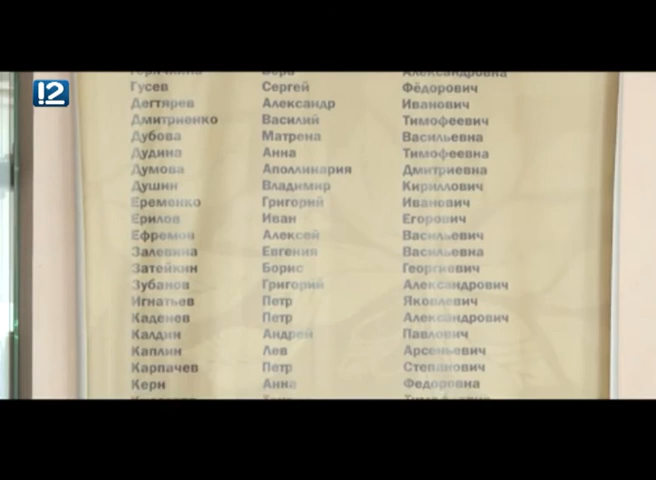 12
Гусев Сергей Фёдорович
Дегтярев Александр Иванович
Дмитриенко Василий Тимофеевич
Дубова Матрена Васильевна
Дудина Анна Тимофеевна
Думова Аполлинария Дмитриевна
Душин Владимир Кириллович
Еременко Григорий Иванович
Ерилов Иван Егорович
Ефремов Алексей Васильевич
Залевина Евгения Васильевна
Затейкин Борис Георгиевич
Зубанов Григорий Александрович
Игнатьев Петр Яковлевич
Каденев Петр Александрович
Калдин Андрей Павлович
Каплин Лев Арсеньевич
Карпачев Петр Степанович
Керн Анна Федоровна